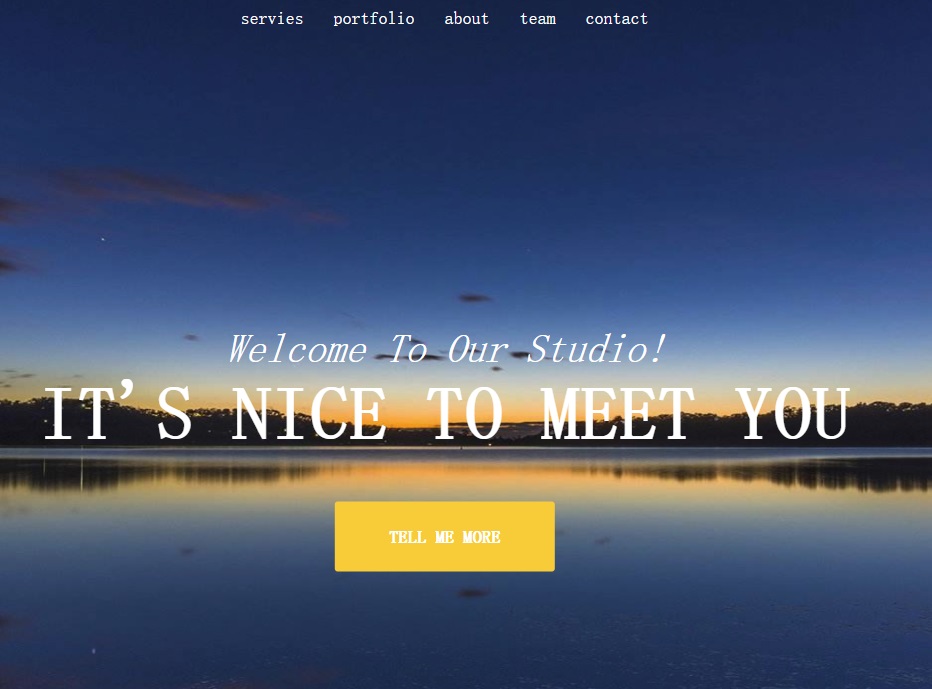 servies portfolio about team contact
Welcome To Our Studio!
IT'S NICE TO MEET YOU
TELL ME MORE